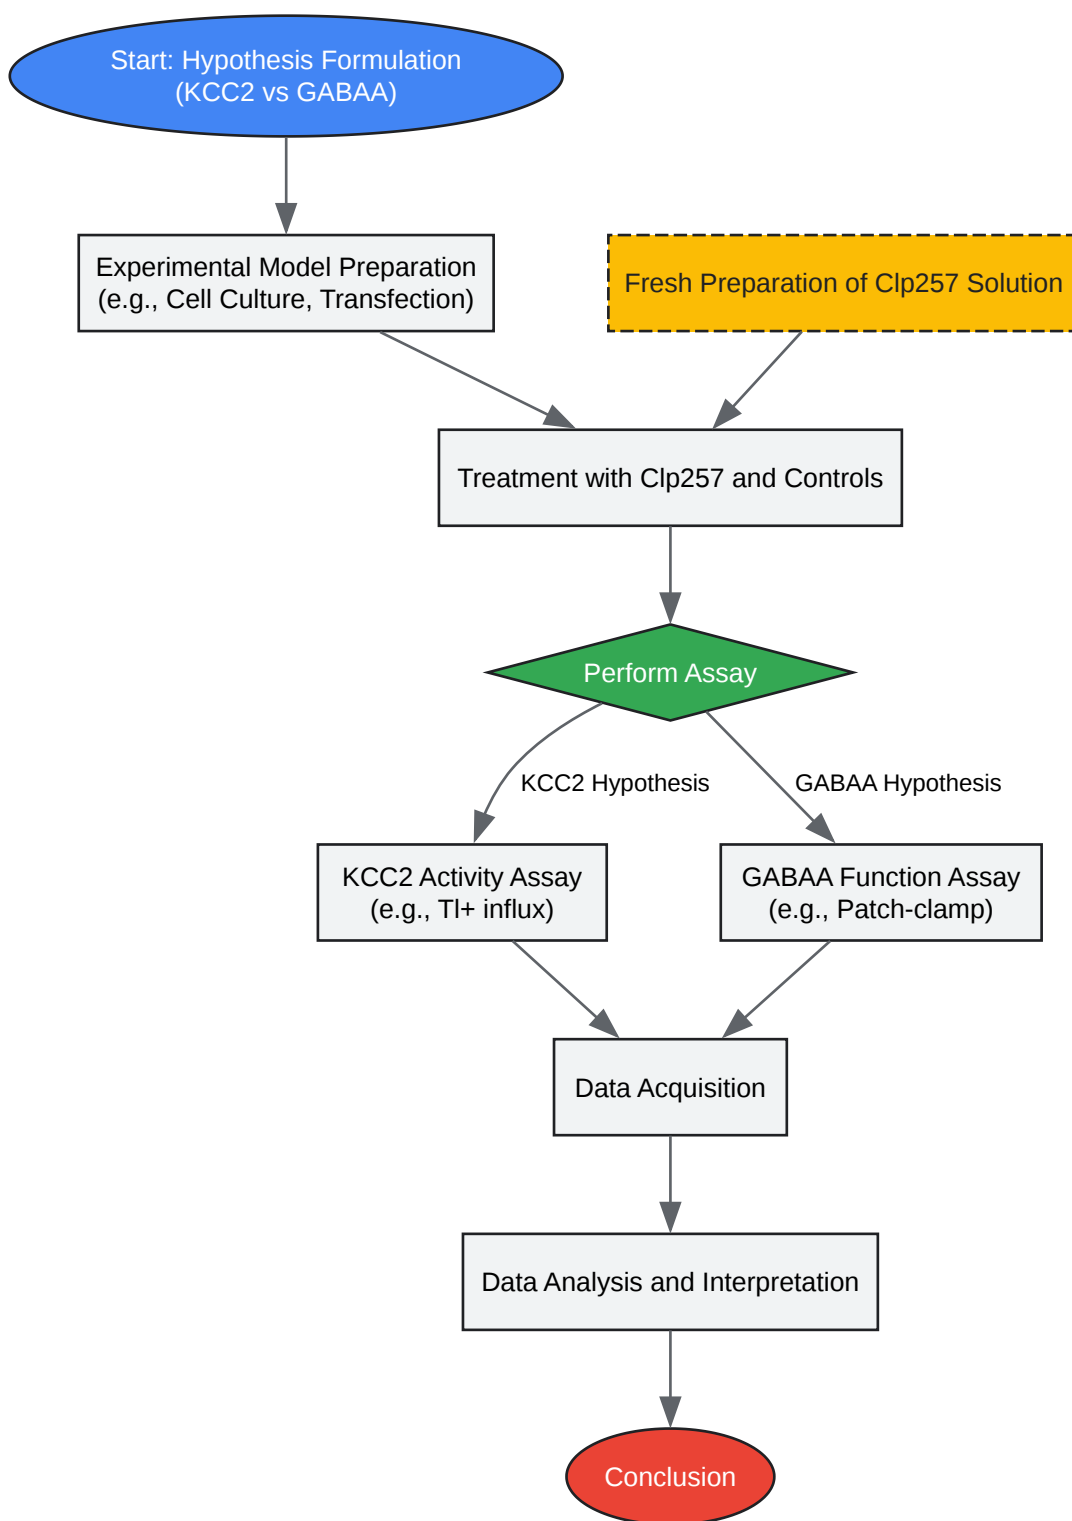 Start: Hypothesis Formulation
(KCC2 vs GABAA)
Experimental Model Preparation
(e.g., Cell Culture, Transfection)
Fresh Preparation of Clp257 Solution
Treatment with Clp257 and Controls
Perform Assay
KCC2 Hypothesis
GABAA Hypothesis
KCC2 Activity Assay
(e.g., Tl+ influx)
GABAA Function Assay
(e.g., Patch-clamp)
Data Acquisition
Data Analysis and Interpretation
Conclusion